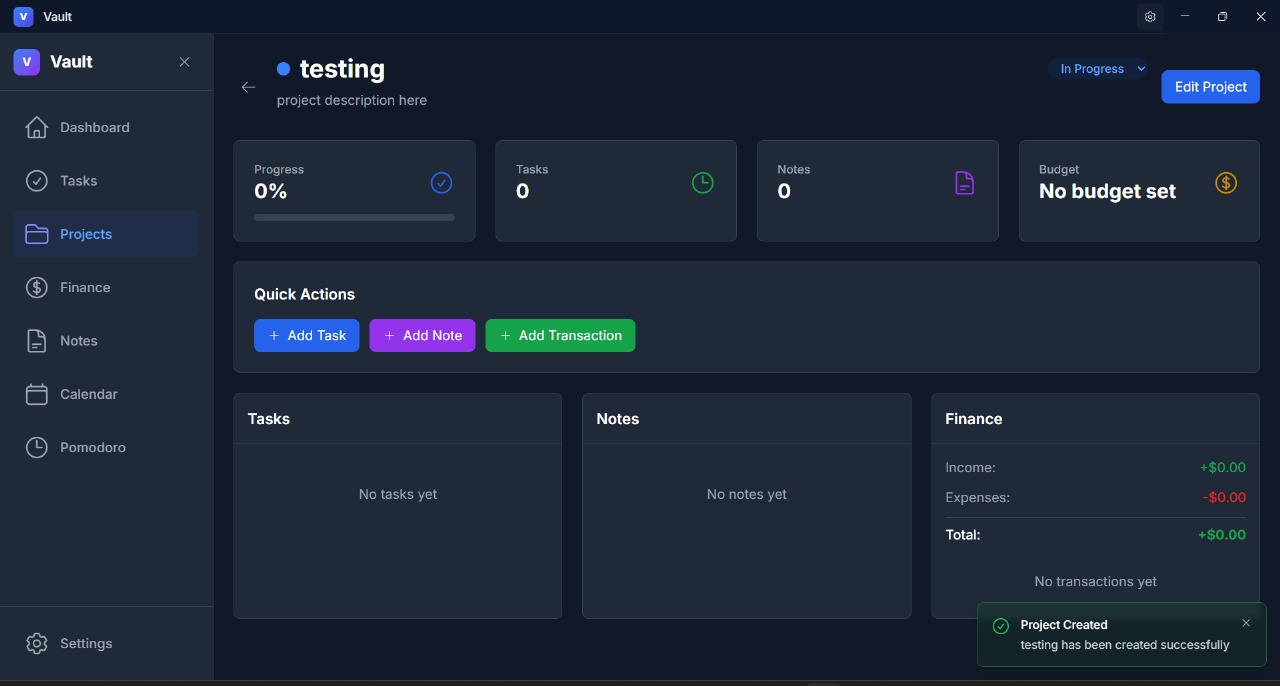 V Vault
V Vault
Dashboard
Tasks
Projects
Finance
Notes
Calendar
Pomodoro
Settings
testing
project description here
In Progress
Edit Project
Progress
0%
Tasks
0
Notes
0
Budget
No budget set
$
Quick Actions
+ Add Task
+ Add Note
+ Add Transaction
Tasks
No tasks yet
Notes
No notes yet
Finance
Income: +$0.00
Expenses: -$0.00
Total: +$0.00
No transactions yet
Project Created
testing has been created successfully